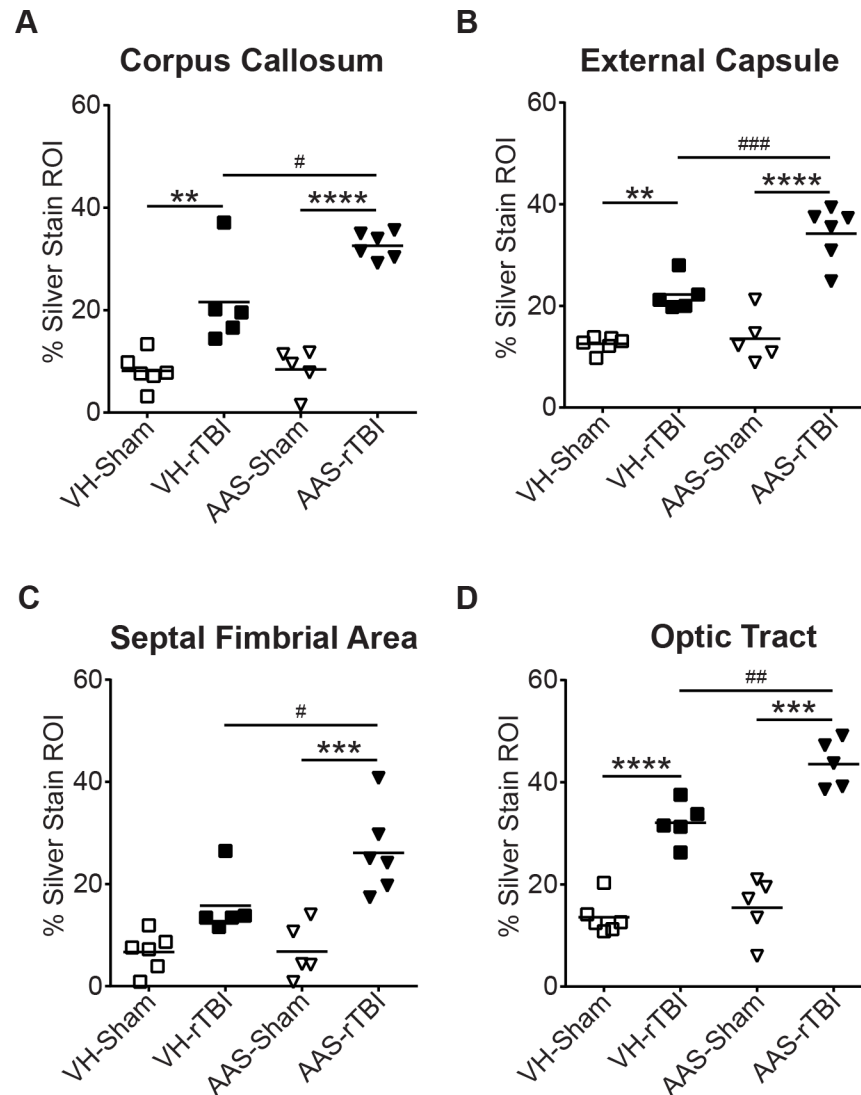 A
Corpus Callosum
% Silver Stain ROI
60
40
20
0
#
**
****
VH-Sham
VH-rTBI
AAS-Sham
AAS-rTBI
B
External Capsule
% Silver Stain ROI
60
40
20
0
###
**
****
VH-Sham
VH-rTBI
AAS-Sham
AAS-rTBI
C
Septal Fimbrial Area
% Silver Stain ROI
60
40
20
0
#
***
VH-Sham
VH-rTBI
AAS-Sham
AAS-rTBI
D
Optic Tract
% Silver Stain ROI
60
40
20
0
##
***
****
VH-Sham
VH-rTBI
AAS-Sham
AAS-rTBI